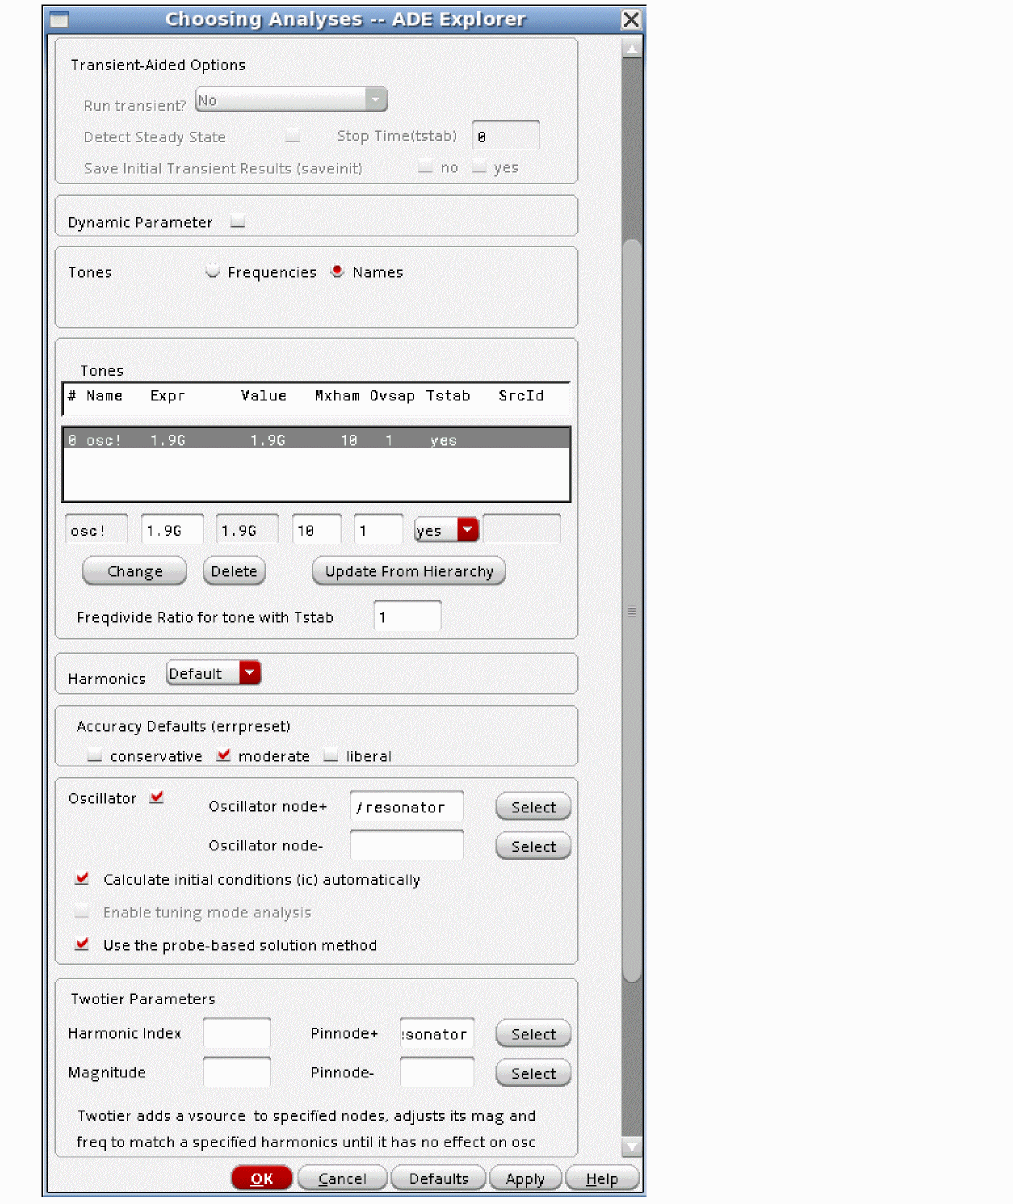 Choosing Analyses -- ADE Explorer
Transient-Aided Options
Run transient? No
Detect Steady State Stop Time(tstab) 0
Save Initial Transient Results (saveinit) no yes
Dynamic Parameter
Tones Frequencies Names
Tones
# Name Expr Value Mxham Ovsap Tstab SrcId
0 osc! 1.9G 1.9G 10 1 yes
osc! 1.9G 1.9G 10 1 yes
Change Delete Update From Hierarchy
Freqdivide Ratio for tone with Tstab 1
Harmonics Default
Accuracy Defaults (errpreset)
conservative moderate liberal
Oscillator Oscillator node+ /resonator Select
Oscillator node- Select
Calculate initial conditions (ic) automatically
Enable tuning mode analysis
Use the probe-based solution method
Twotier Parameters
Harmonic Index Pinnode+ sonator Select
Magnitude Pinnode- Select
Twotier adds a vsource to specified nodes, adjusts its mag and
freq to match a specified harmonics until it has no effect on osc
OK Cancel Defaults Apply Help